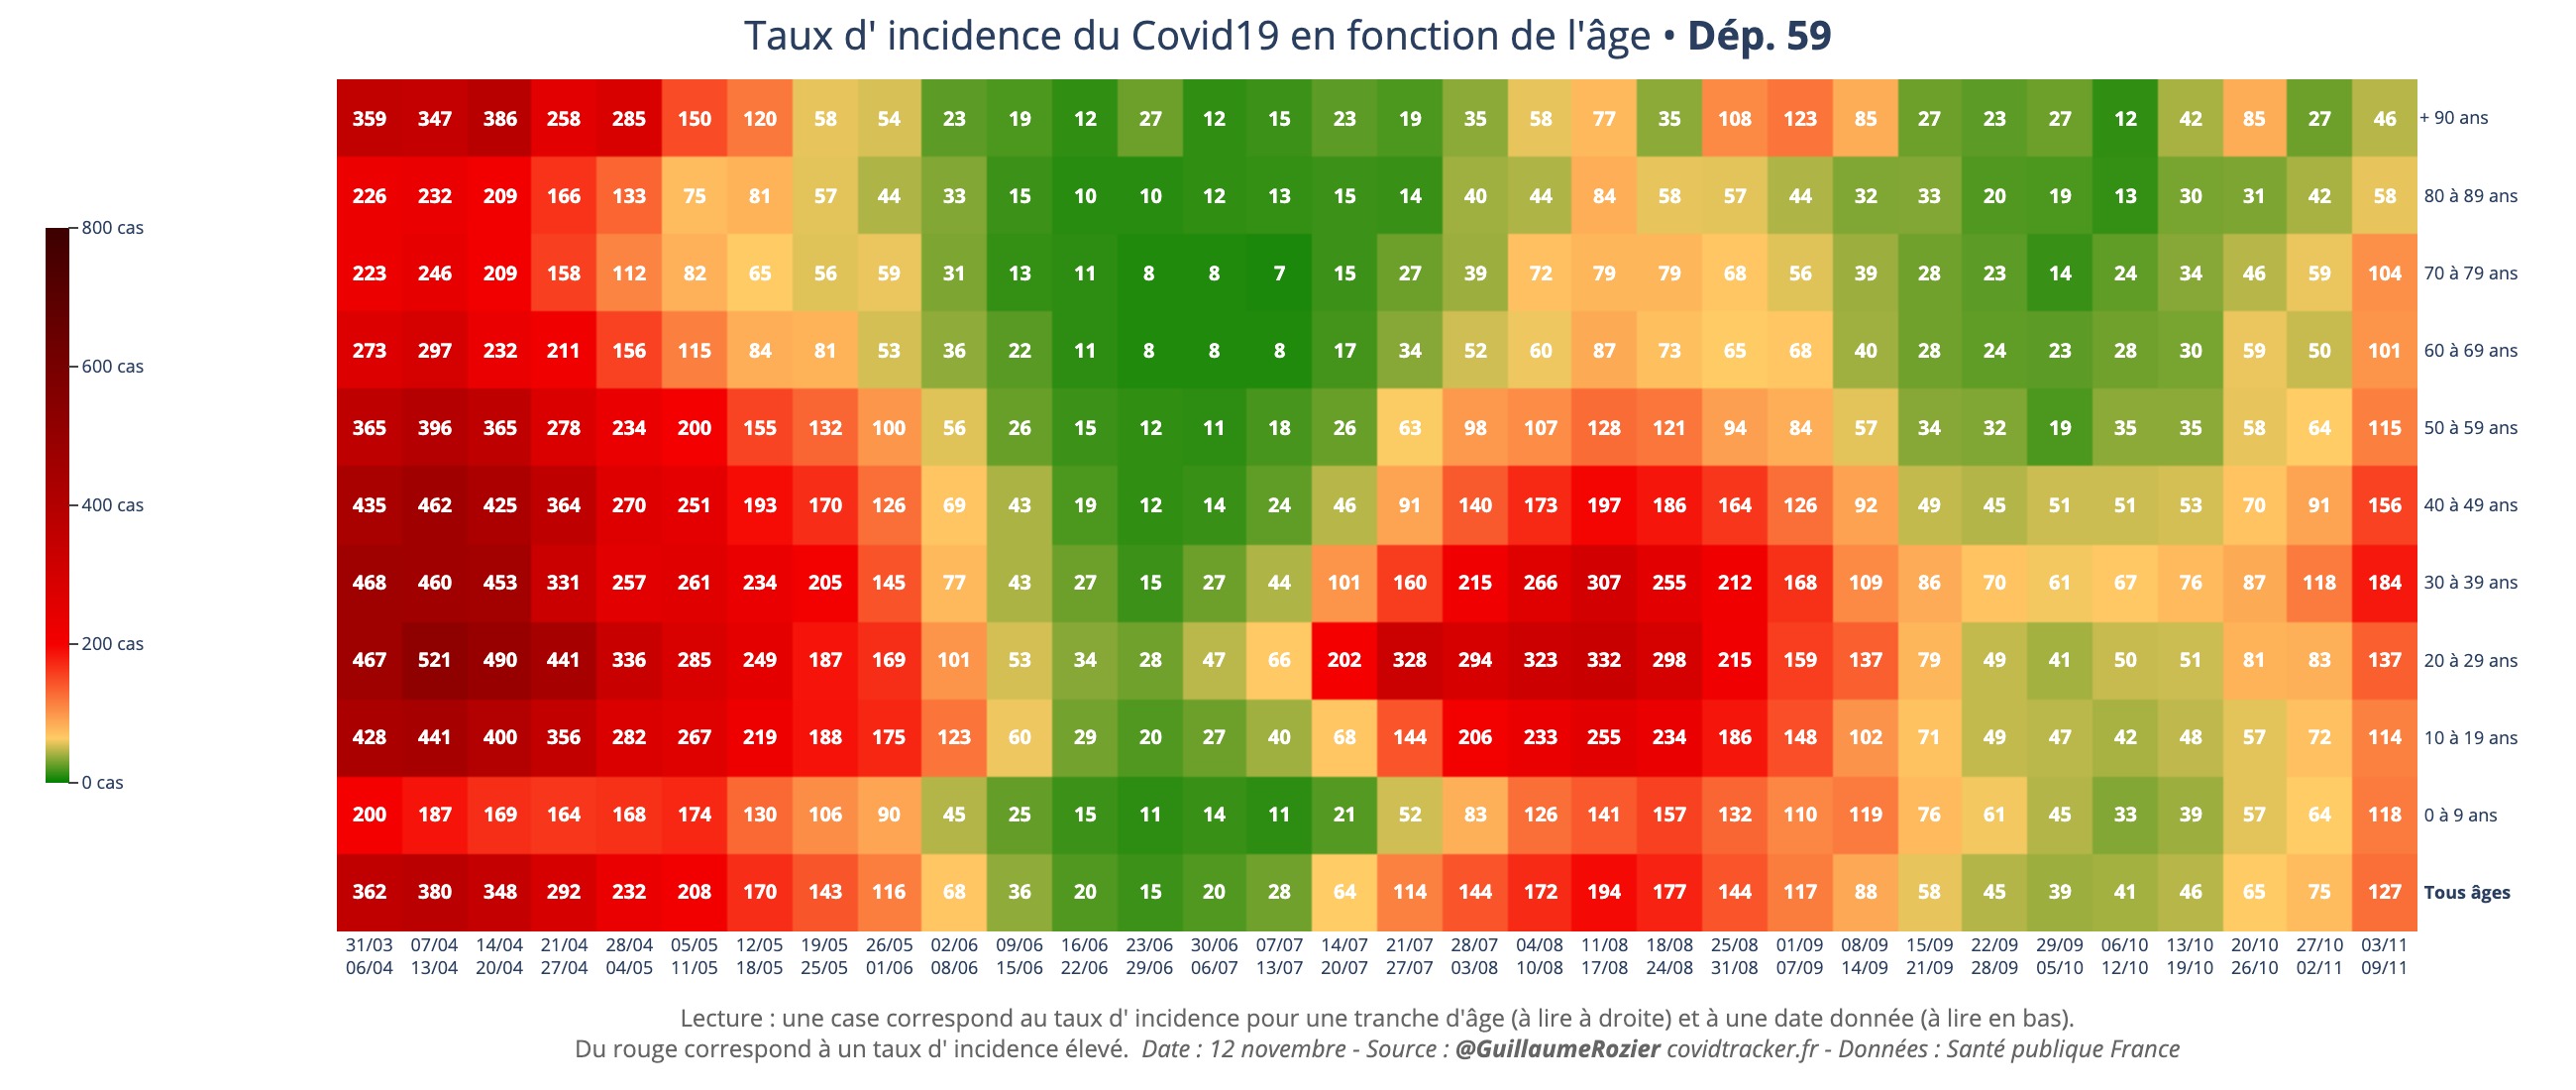 Taux d' incidence du Covid19 en fonction de l'âge • Dép. 59
800 cas
600 cas
400 cas
200 cas
0 cas
359 347 386 258 285 150 120 58 54 23 19 12 27 12 15 23 19 35 58 77 35 108 123 85 27 23 27 12 42 85 27 46 + 90 ans
226 232 209 166 133 75 81 57 44 33 15 10 10 12 13 15 14 40 44 84 58 57 44 32 33 20 19 13 30 31 42 58 80 à 89 ans
223 246 209 158 112 82 65 56 59 31 13 11 8 8 7 15 27 39 72 79 79 68 56 39 28 23 14 24 34 46 59 104 70 à 79 ans
273 297 232 211 156 115 84 81 53 36 22 11 8 8 8 17 34 52 60 87 73 65 68 40 28 24 23 28 30 59 50 101 60 à 69 ans
365 396 365 278 234 200 155 132 100 56 26 15 12 11 18 26 63 98 107 128 121 94 84 57 34 32 19 35 35 58 64 115 50 à 59 ans
435 462 425 364 270 251 193 170 126 69 43 19 12 14 24 46 91 140 173 197 186 164 126 92 49 45 51 51 53 70 91 156 40 à 49 ans
468 460 453 331 257 261 234 205 145 77 43 27 15 27 44 101 160 215 266 307 255 212 168 109 86 70 61 67 76 87 118 184 30 à 39 ans
467 521 490 441 336 285 249 187 169 101 53 34 28 47 66 202 328 294 323 332 298 215 159 137 79 49 41 50 51 81 83 137 20 à 29 ans
428 441 400 356 282 267 219 188 175 123 60 29 20 27 40 68 144 206 233 255 234 186 148 102 71 49 47 42 48 57 72 114 10 à 19 ans
200 187 169 164 168 174 130 106 90 45 25 15 11 14 11 21 52 83 126 141 157 132 110 119 76 61 45 33 39 57 64 118 0 à 9 ans
362 380 348 292 232 208 170 143 116 68 36 20 15 20 28 64 114 144 172 194 177 144 117 88 58 45 39 41 46 65 75 127 Tous âges
31/03 07/04 14/04 21/04 28/04 05/05 12/05 19/05 26/05 02/06 09/06 16/06 23/06 30/06 07/07 14/07 21/07 28/07 04/08 11/08 18/08 25/08 01/09 08/09 15/09 22/09 29/09 06/10 13/10 20/10 27/10 03/11
06/04 13/04 20/04 27/04 04/05 11/05 18/05 25/05 01/06 08/06 15/06 22/06 29/06 06/07 13/07 20/07 27/07 03/08 10/08 17/08 24/08 31/08 07/09 14/09 21/09 28/09 05/10 12/10 19/10 26/10 02/11 09/11
Lecture : une case correspond au taux d' incidence pour une tranche d'âge (à lire à droite) et à une date donnée (à lire en bas).
Du rouge correspond à un taux d' incidence élevé. Date : 12 novembre - Source : @GuillaumeRozier covidtracker.fr - Données : Santé publique France